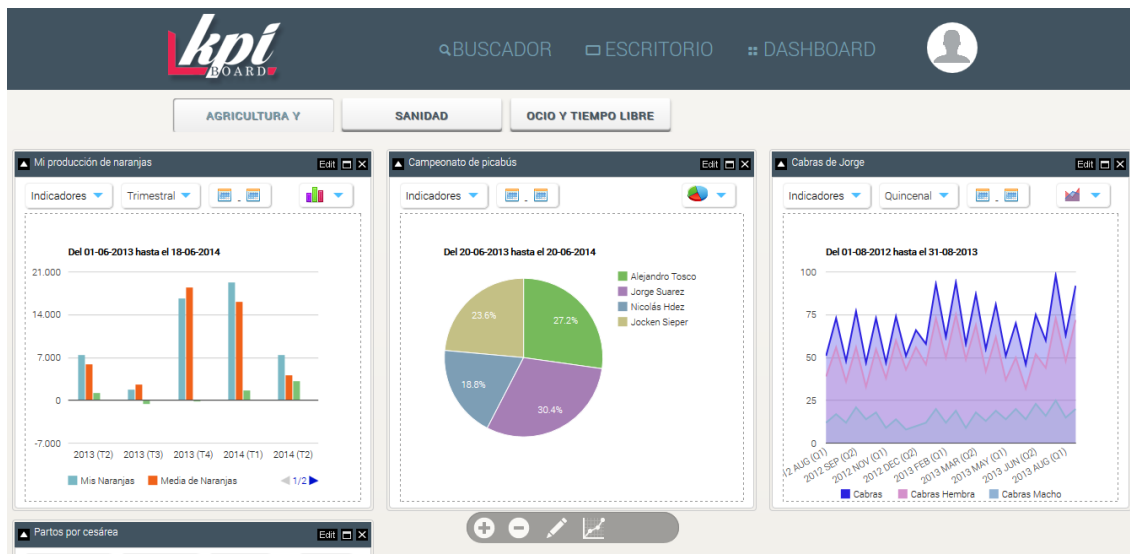 kpi
BOARD
BUSCADOR ESCRITORIO DASHBOARD
AGRICULTURA Y SANIDAD OCIO Y TIEMPO LIBRE
Mi producción de naranjas Edit
Indicadores Trimestral
Del 01-06-2013 hasta el 18-06-2014
21.000
14.000
7.000
0
-7.000
2013 (T2) 2013 (T3) 2013 (T4) 2014 (T1) 2014 (T2)
Mis Naranjas Media de Naranjas 1/2
Campeonato de picabús Edit
Indicadores
Del 20-06-2013 hasta el 20-06-2014
Alejandro Tosco
Jorge Suarez
Nicolás Hdez
Jocken Sieper
23.6%
27.2%
18.8%
30.4%
Cabras de Jorge Edit
Indicadores Quincenal
Del 01-08-2012 hasta el 31-08-2013
100
75
50
25
0
12 AUG (Q1)
2012 SEP (Q2)
2012 NOV (Q1)
2012 DEC (Q2)
2013 FEB (Q1)
2013 MAR (Q2)
2013 MAY (Q1)
2013 JUN (Q2)
2013 AUG (Q1)
Cabras Cabras Hembra Cabras Macho
Partos por cesárea Edit